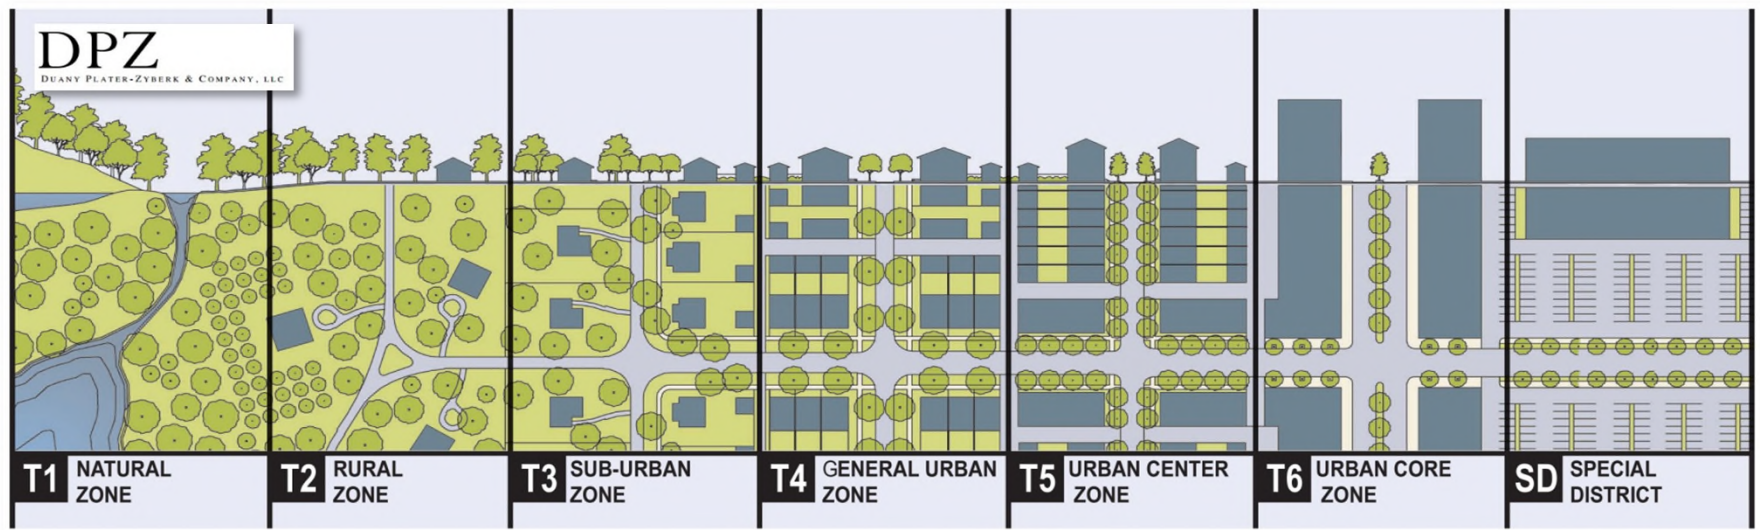 DPZ
DUANY PLATER-ZYBERK & COMPANY, LLC
T1 NATURAL
ZONE
T2 RURAL
ZONE
T3 SUB-URBAN
ZONE
T4 GENERAL URBAN
ZONE
T5 URBAN CENTER
ZONE
T6 URBAN CORE
ZONE
SD SPECIAL
DISTRICT